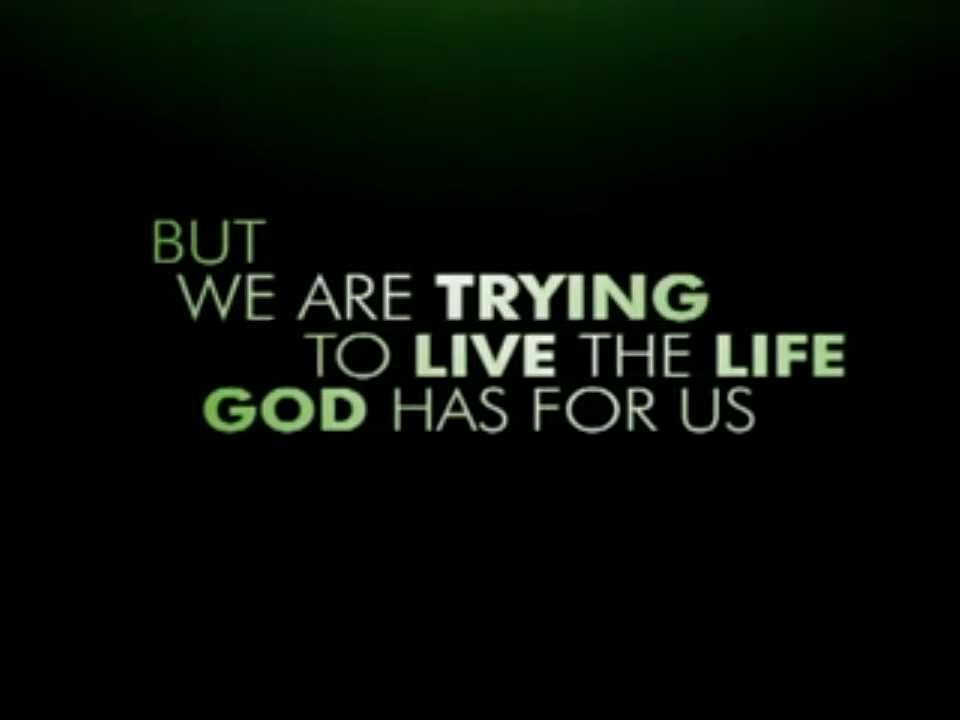 BUT
WE ARE TRYING
TO LIVE THE LIFE
GOD HAS FOR US